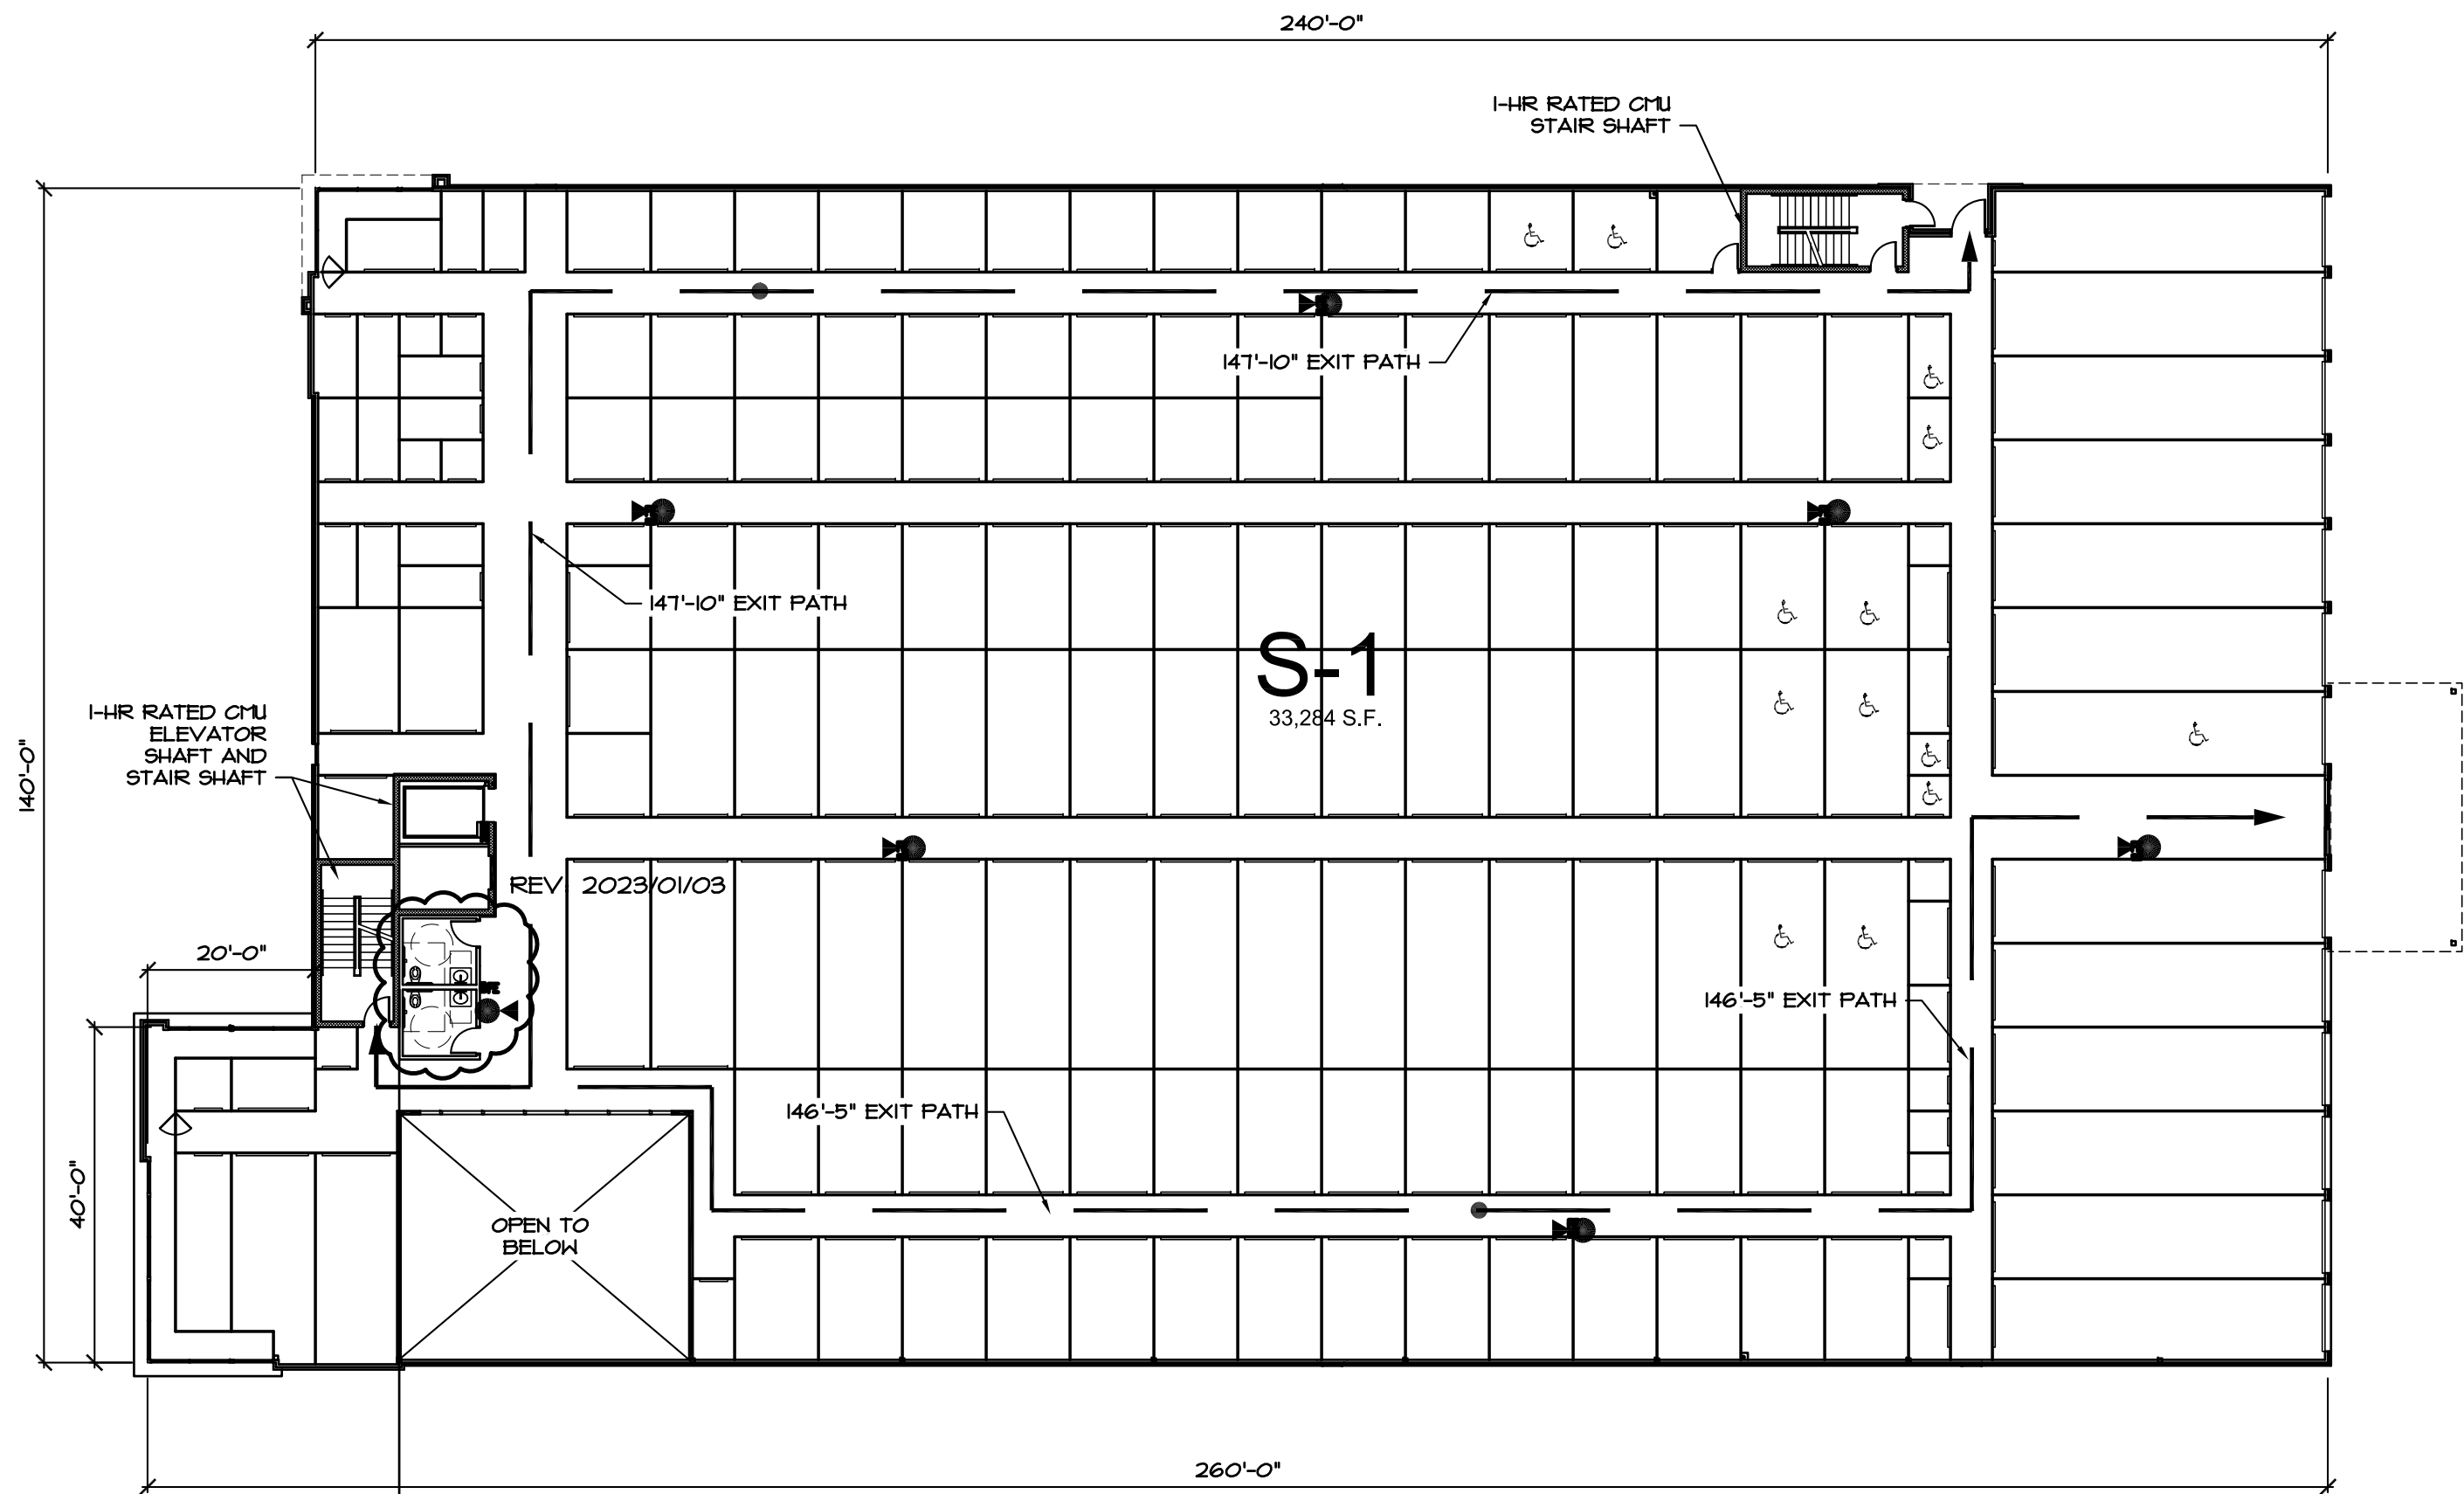 240'-0"
1-HR RATED CMU
STAIR SHAFT
147'-10" EXIT PATH
147'-10" EXIT PATH
S-1
33,284 S.F.
1-HR RATED CMU
ELEVATOR
SHAFT AND
STAIR SHAFT
140'-0"
REV: 2023/01/03
20'-0"
146'-5" EXIT PATH
146'-5" EXIT PATH
40'-0"
OPEN TO
BELOW
260'-0"